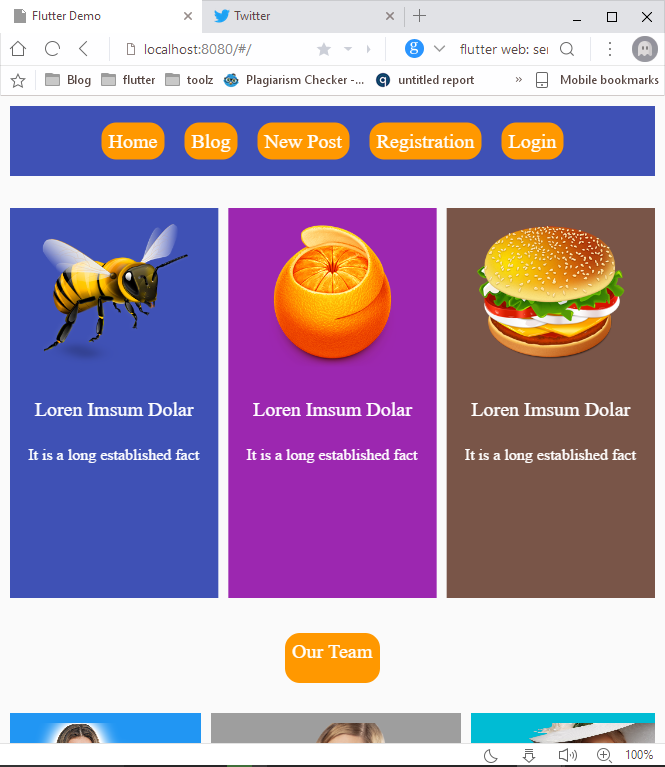 Flutter Demo
Twitter
localhost:8080/#/
g
flutter web: ser
Blog
flutter
toolz
Plagiarism Checker -...
untitled report
»
Mobile bookmarks
Home
Blog
New Post
Registration
Login
Loren Imsum Dolar
Loren Imsum Dolar
Loren Imsum Dolar
It is a long established fact
It is a long established fact
It is a long established fact
Our Team
100%